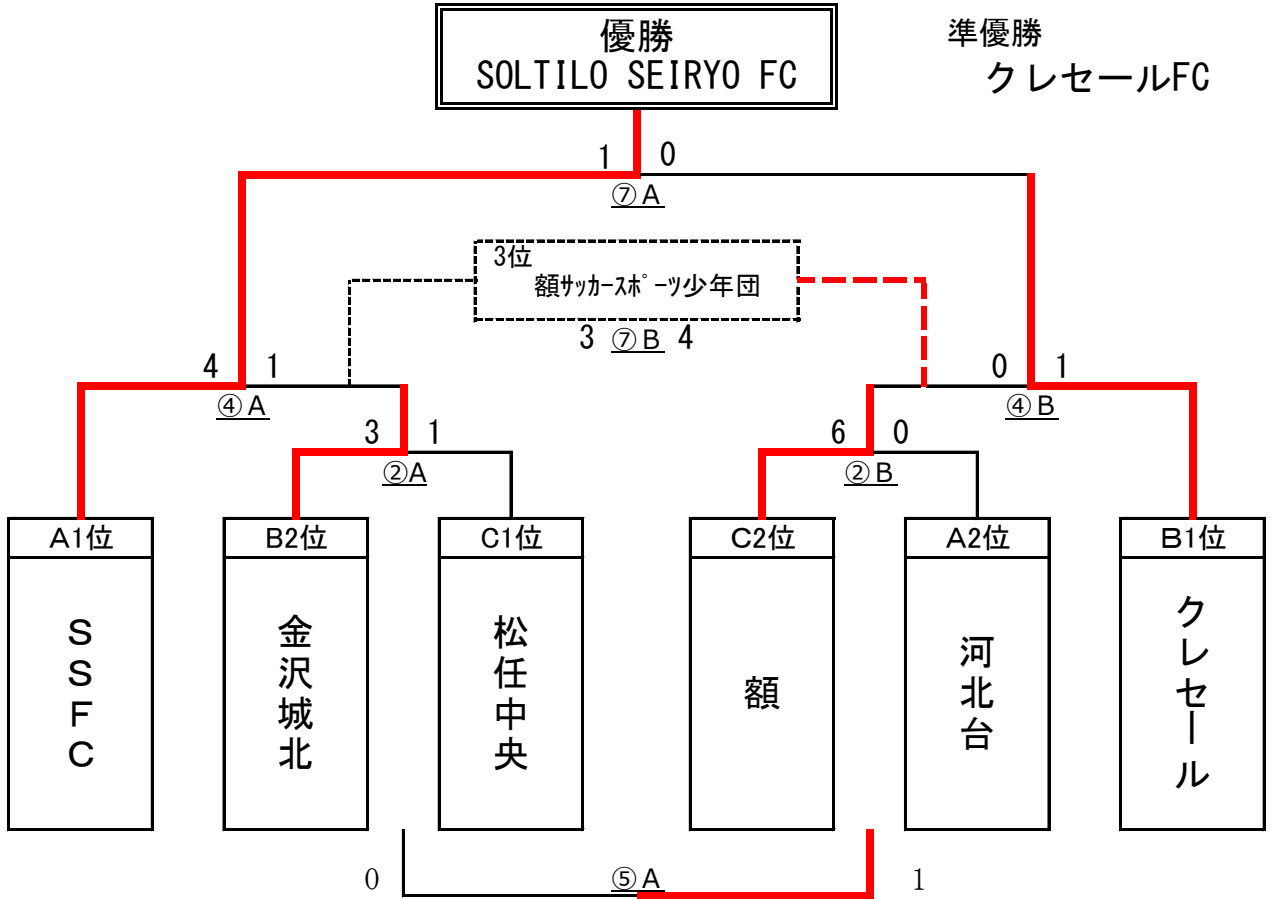 優勝
SOLTILO SEIRYO FC
準優勝
クレセールFC
1 0
⑦A
3位
額サッカースポーツ少年団
3 ⑦B 4
4 1
④A
0 1
④B
3 1
②A
6 0
②B
A1位
B2位
C1位
C2位
A2位
B1位
SSFC
金沢城北
松任中央
額
河北台
クレセール
0 ⑤A 1